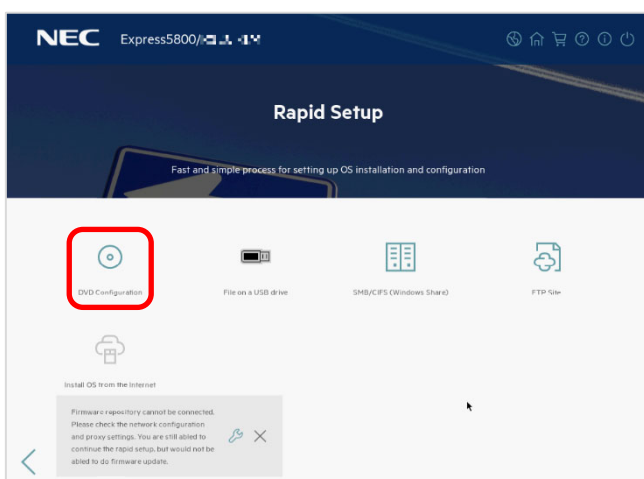 NEC Express5800/
Rapid Setup
Fast and simple process for setting up OS installation and configuration
DVD Configuration
File on a USB drive
SMB/CIFS (Windows Share)
FTP Site
Install OS from the Internet
Firmware repository cannot be connected.
Please check the network configuration
and proxy settings. You are still abled to
continue the rapid setup, but would not be
abled to do firmware update.